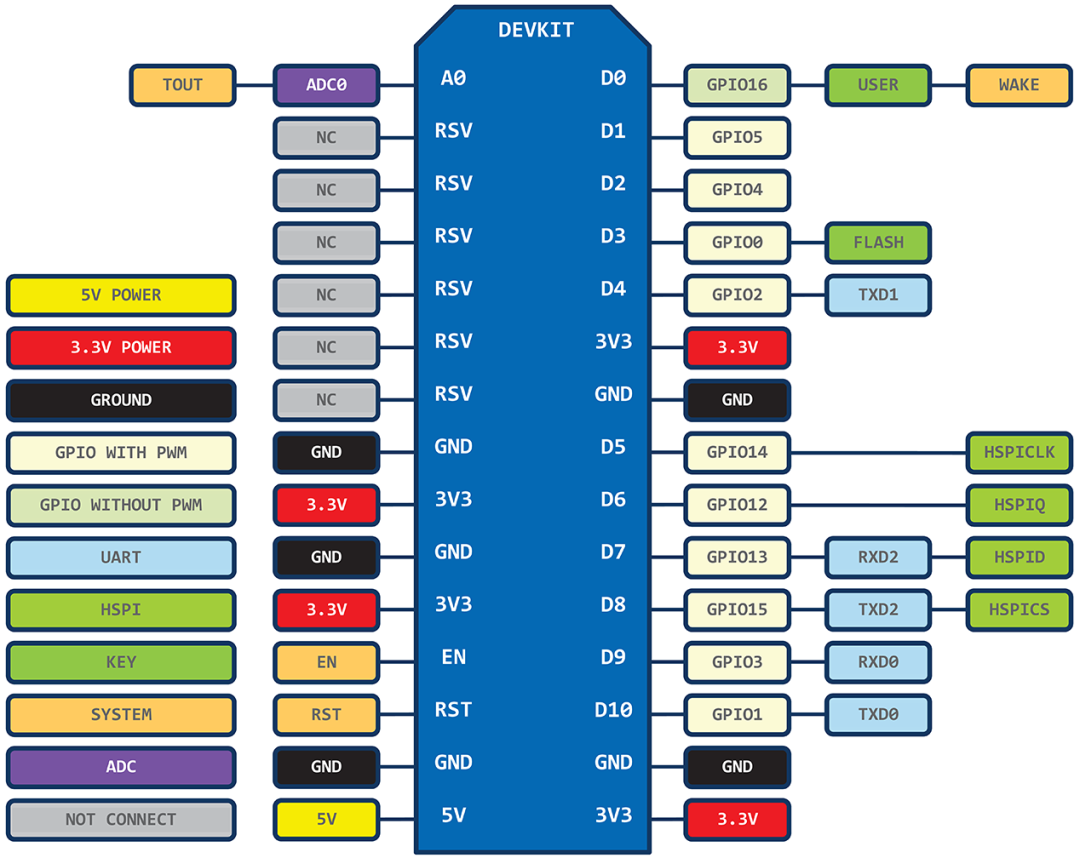 DEVKIT
TOUT ADC0 A0 D0 GPIO16 USER WAKE
NC RSV D1 GPIO5
NC RSV D2 GPIO4
NC RSV D3 GPIO0 FLASH
5V POWER NC RSV D4 GPIO2 TXD1
3.3V POWER NC RSV 3V3 3.3V
GROUND NC RSV GND GND
GPIO WITH PWM GND GND D5 GPIO14 HSPICLK
GPIO WITHOUT PWM 3.3V 3V3 D6 GPIO12 HSPIQ
UART GND GND D7 GPIO13 RXD2 HSPID
HSPI 3.3V 3V3 D8 GPIO15 TXD2 HSPICS
KEY EN EN D9 GPIO3 RXD0
SYSTEM RST RST D10 GPIO1 TXD0
ADC GND GND GND GND
NOT CONNECT 5V 5V 3V3 3.3V